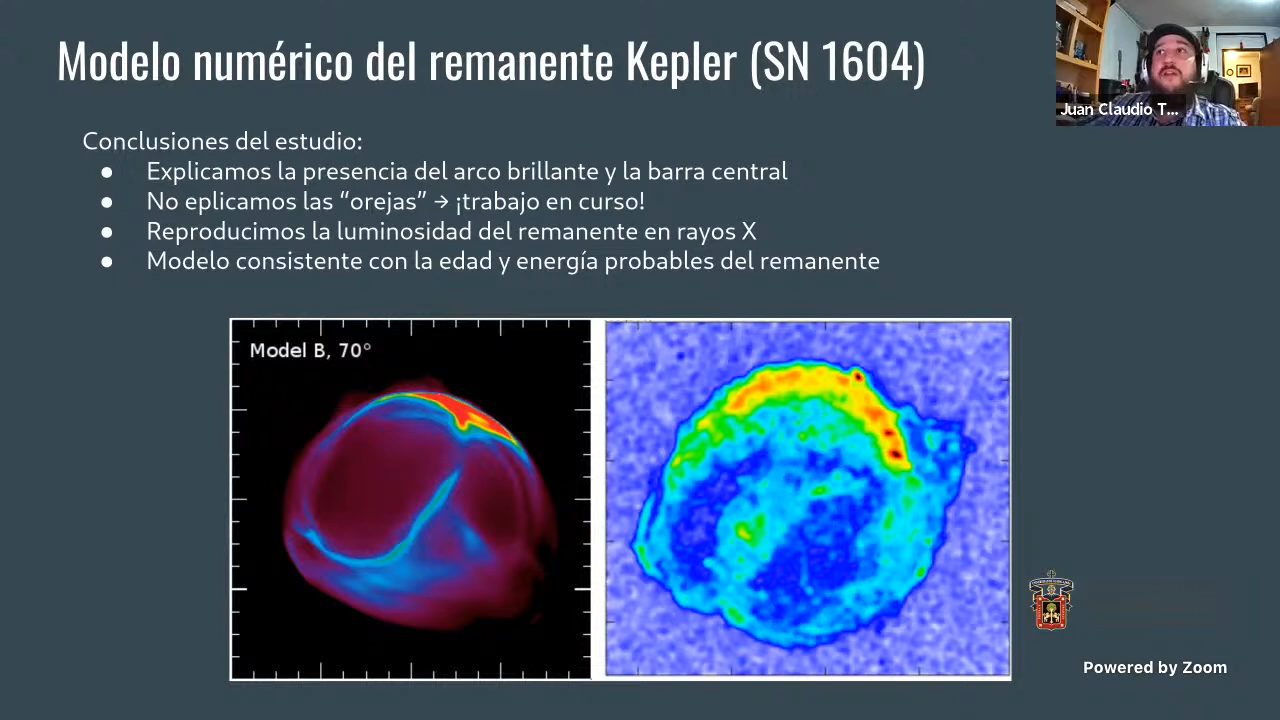 Modelo numérico del remanente Kepler (SN 1604)
Juan Claudio T...
Conclusiones del estudio:
● Explicamos la presencia del arco brillante y la barra central
● No eplicamos las “orejas” → ¡trabajo en curso!
● Reproducimos la luminosidad del remanente en rayos X
● Modelo consistente con la edad y energía probables del remanente
Model B, 70°
Powered by Zoom